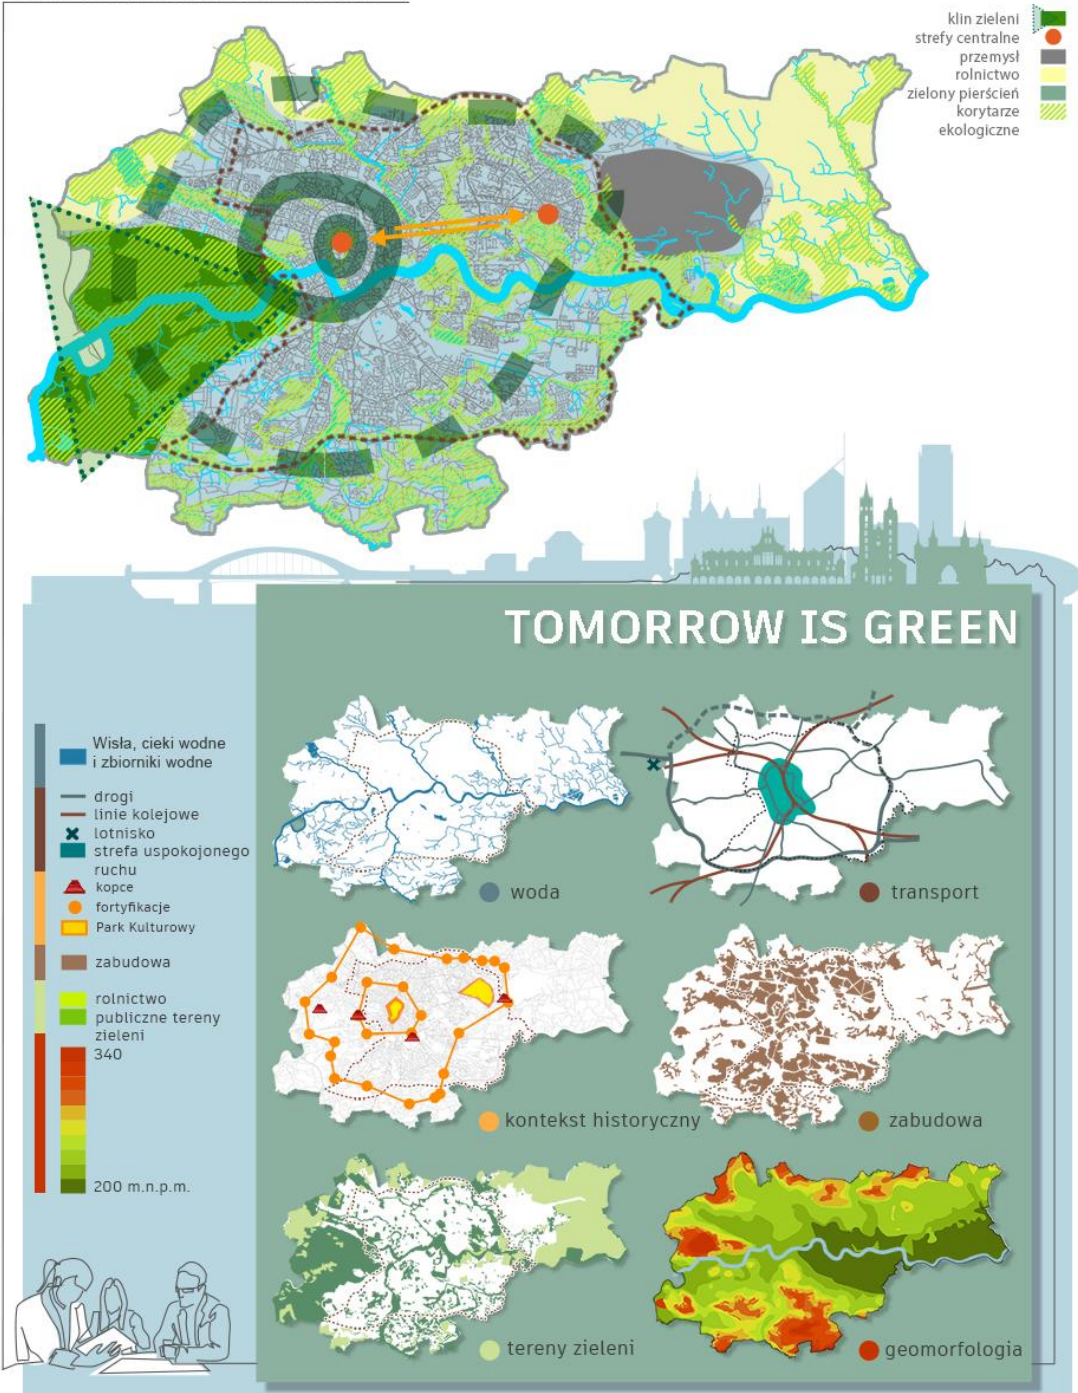 klin zieleni
strefy centralne
przemysł
rolnictwo
zielony pierścień
korytarze
ekologiczne
TOMORROW IS GREEN
Wisła, cieki wodne
i zbiorniki wodne
drogi
linie kolejowe
lotnisko
strefa uspokojonego
ruchu
kopce
fortyfikacje
Park Kulturowy
zabudowa
rolnictwo
publiczne tereny
zieleni
340
200 m.n.p.m.
woda
transport
kontekst historyczny
zabudowa
tereny zieleni
geomorfologia